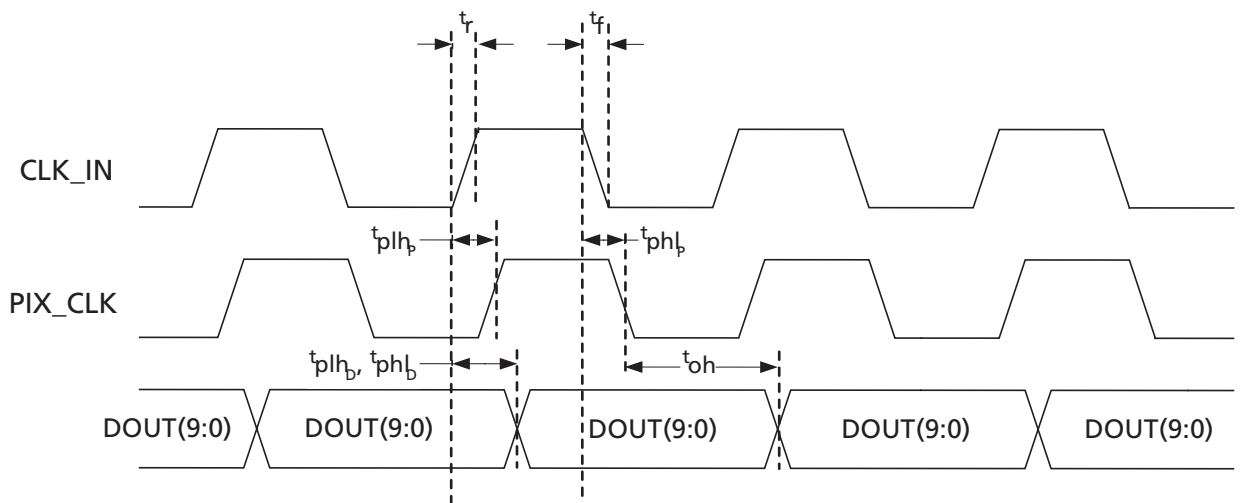 tr
tf
CLK_IN
tplhP
tphlP
PIX_CLK
tplhD, tphlD
toh
DOUT(9:0) DOUT(9:0) DOUT(9:0) DOUT(9:0) DOUT(9:0)